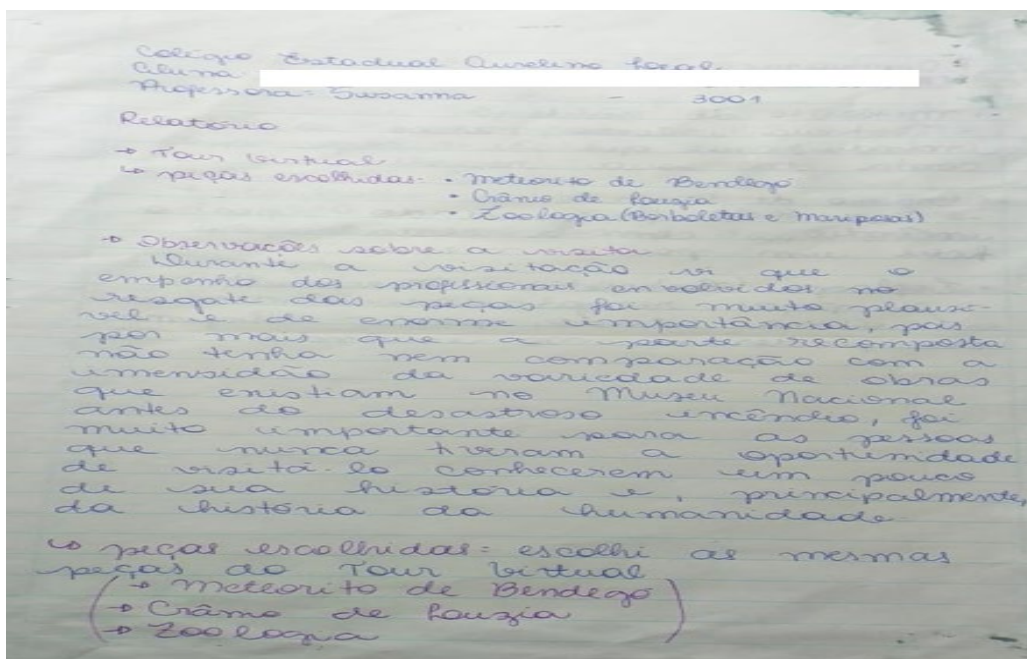 Colégio Estadual Aurelino Leal
Aluna:
Professora: Susanna - 3001
Relatório
→ Tour virtual
↳ peças escolhidas: • meteorito de Bendegó
• Crânio de Louzia
• Zoologia (Borboletas e mariposas)
→ Observações sobre a visita
Durante a visitação vi que o
empenho dos profissionais envolvidos no
resgate das peças foi muito plausí-
vel e de enorme importância, pois
por mais que a parte recomposta
não tenha nem comparação com a
imensidão da variedade de obras
que existiam no Museu Nacional
antes do desastroso incêndio, foi
muito importante para as pessoas
que nunca tiveram a oportunidade
de visitá-lo conhecerem um pouco
de sua história e, principalmente,
da história da humanidade.
↳ peças escolhidas: escolhi as mesmas
peças do Tour virtual
(→ meteorito de Bendegó)
→ Crânio de Louzia
→ Zoologia